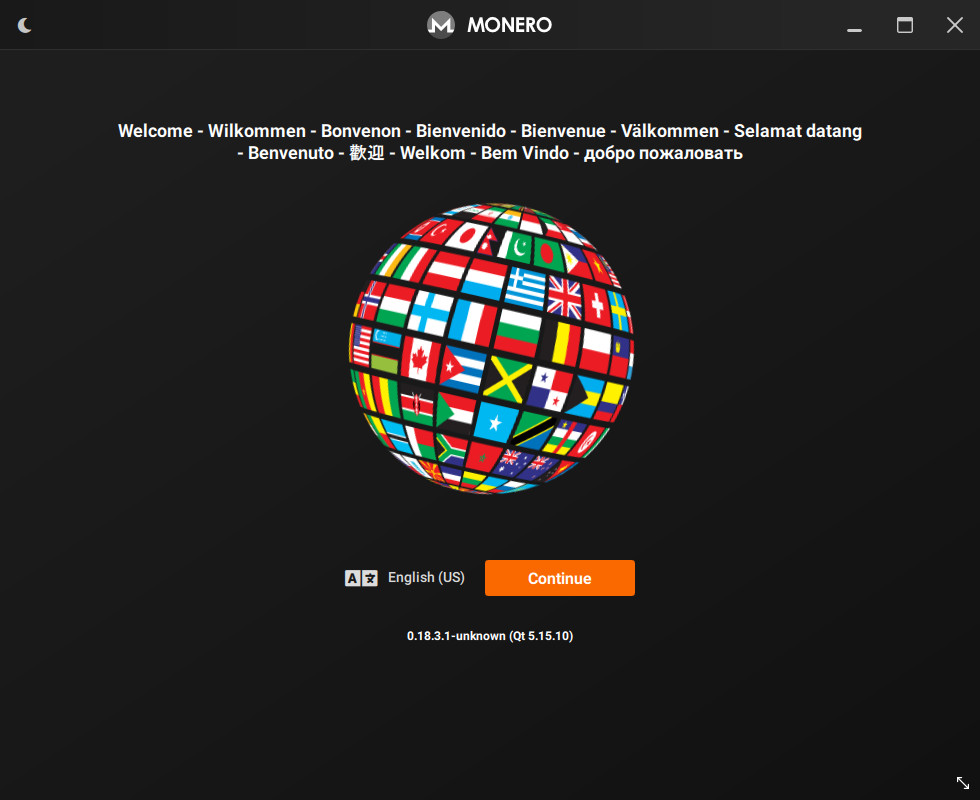 MONERO
Welcome - Wilkommen - Bonvenon - Bienvenido - Bienvenue - Välkommen - Selamat datang
- Benvenuto - 歡迎 - Welkom - Bem Vindo - добро пожаловать
A 文 English (US)
Continue
0.18.3.1-unknown (Qt 5.15.10)